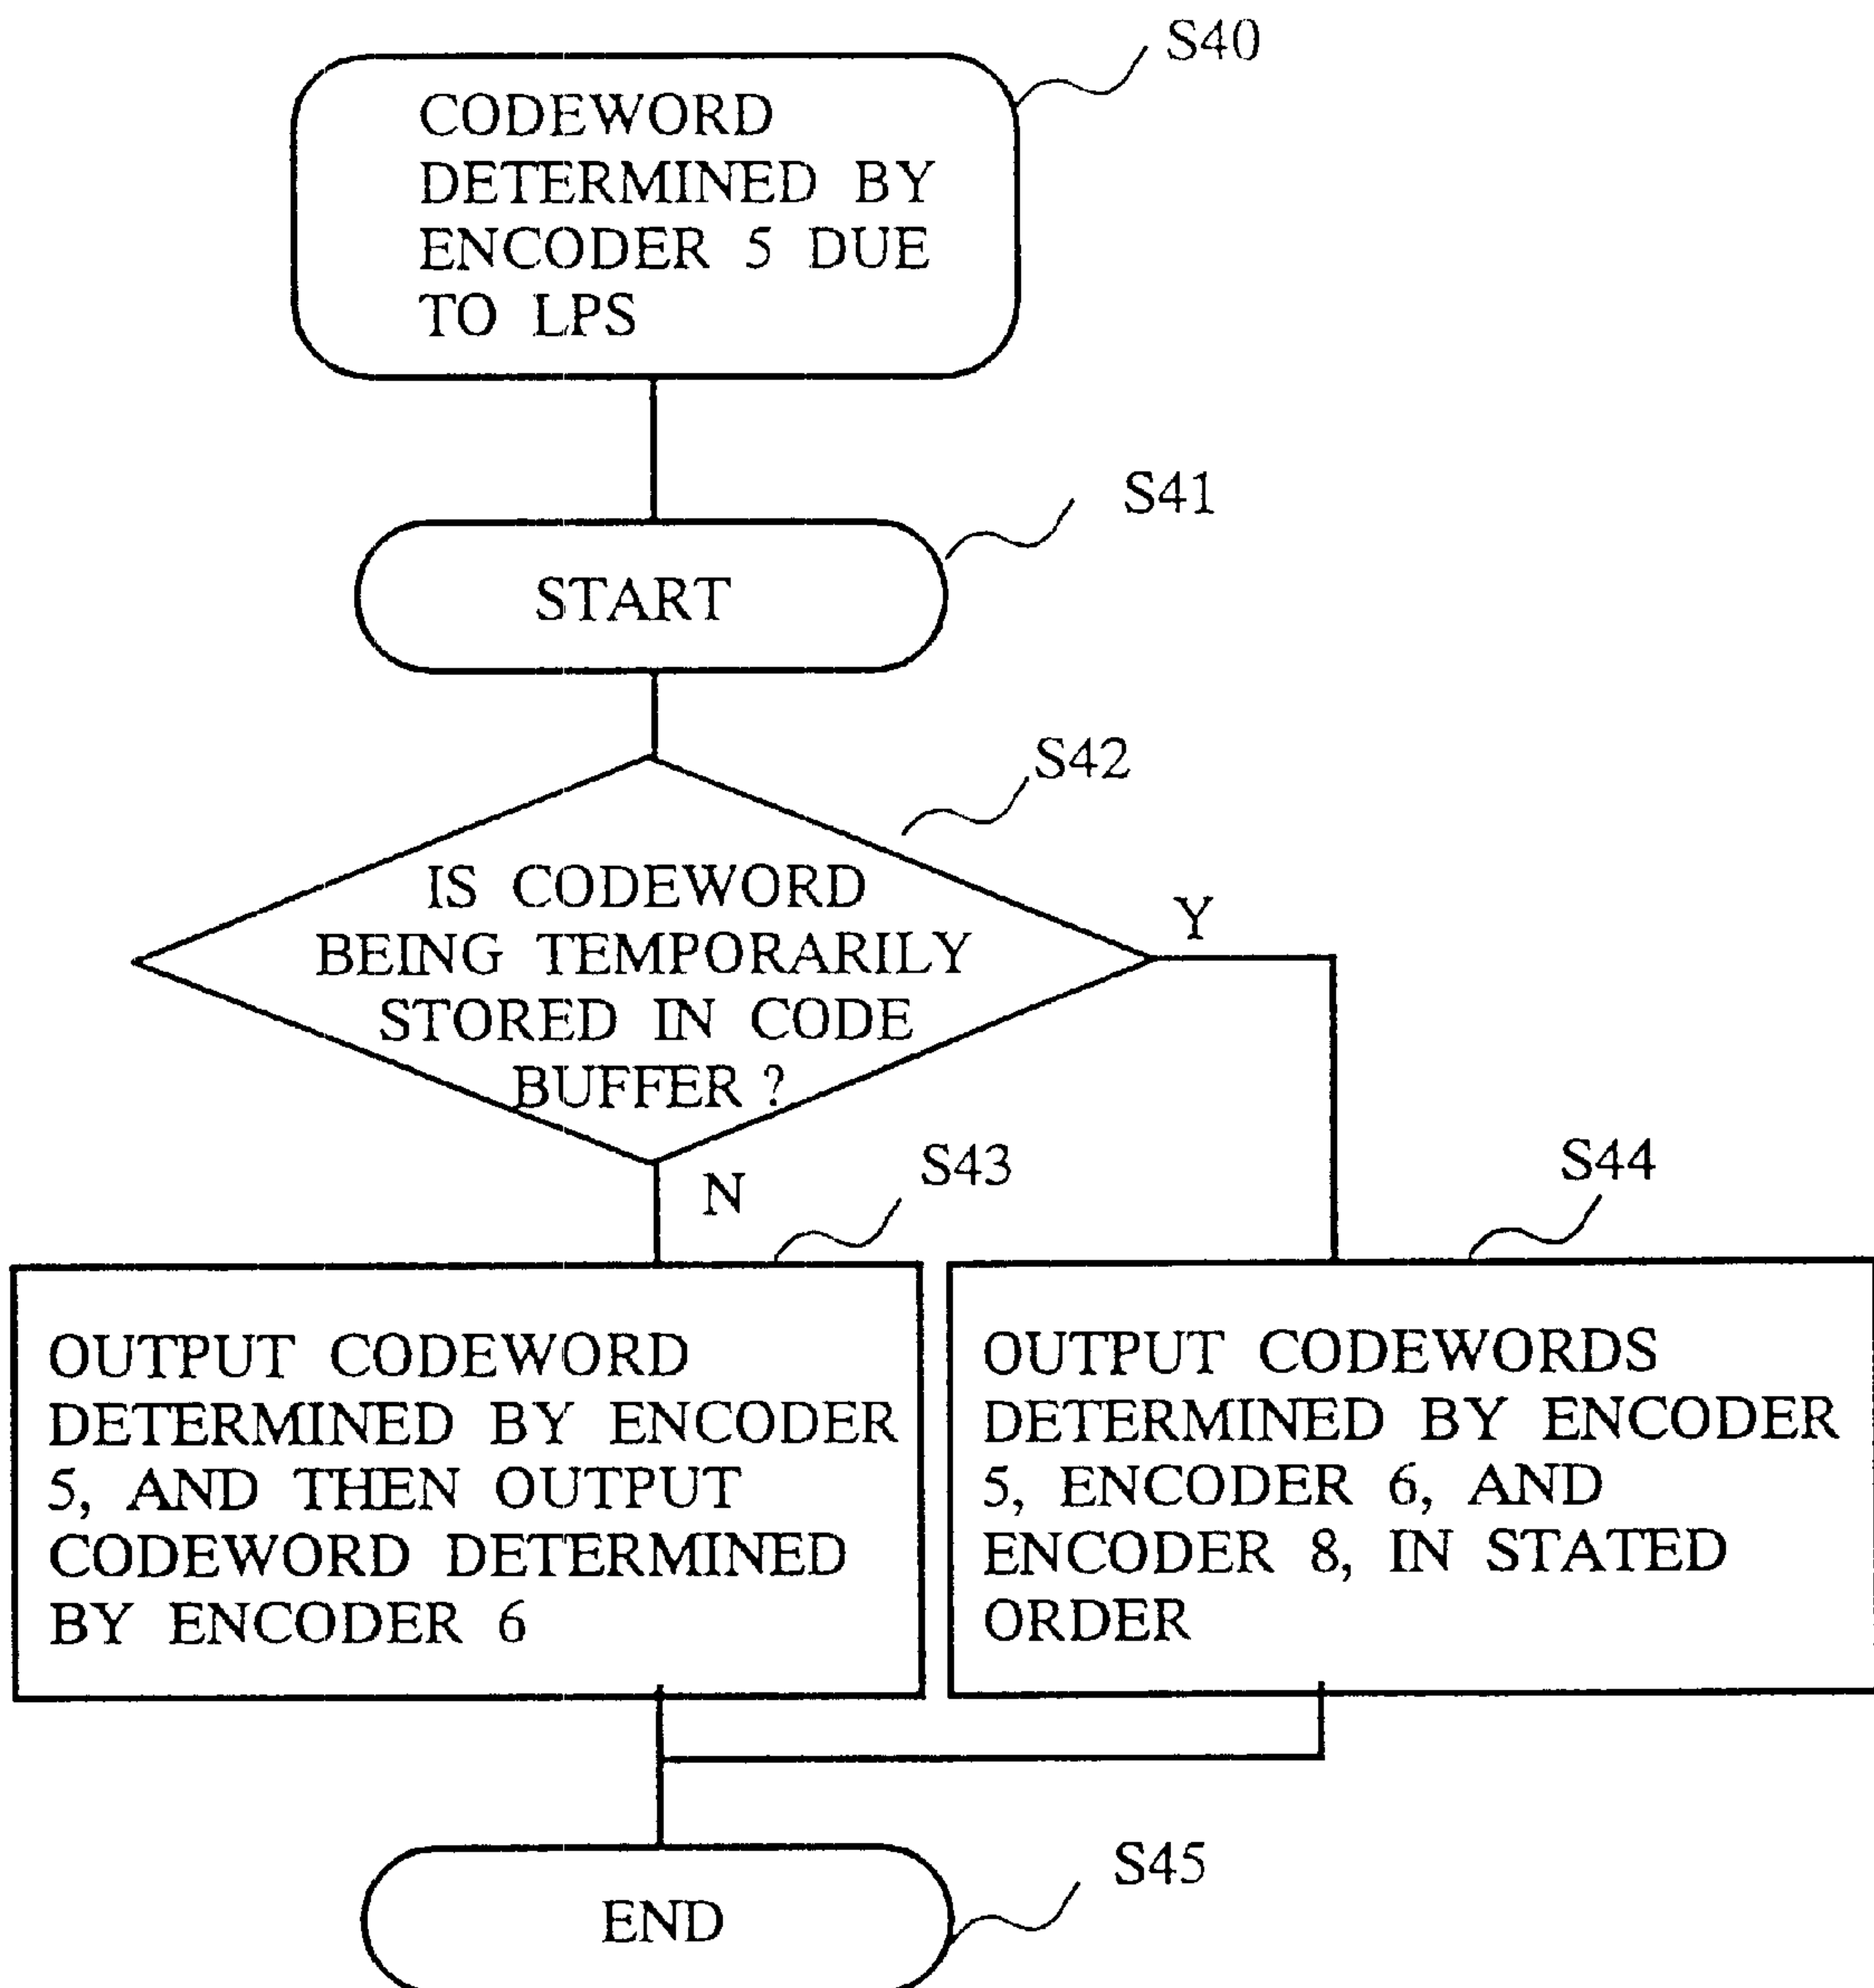 S40
CODEWORD
DETERMINED BY
ENCODER 5 DUE
TO LPS
S41
START
S42
IS CODEWORD
BEING TEMPORARILY
STORED IN CODE
BUFFER ?
Y
N
S43
OUTPUT CODEWORD
DETERMINED BY ENCODER
5, AND THEN OUTPUT
CODEWORD DETERMINED
BY ENCODER 6
S44
OUTPUT CODEWORDS
DETERMINED BY ENCODER
5, ENCODER 6, AND
ENCODER 8, IN STATED
ORDER
S45
END